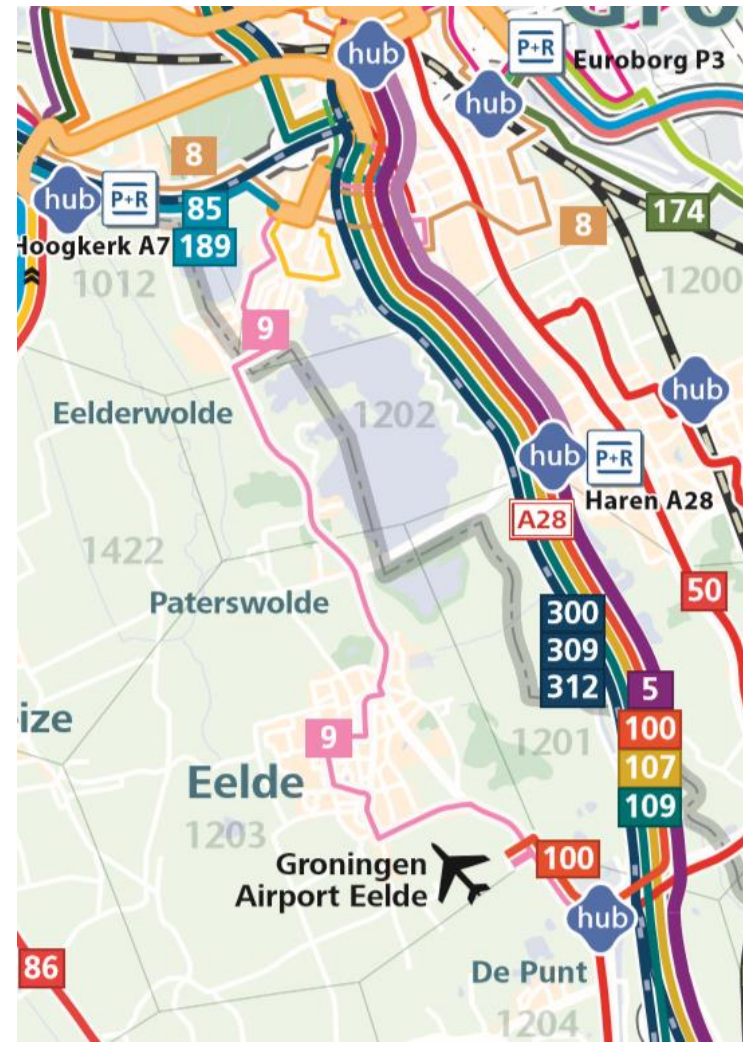 Gro
hub
P+R
Euroborg P3
hub
8
hub
P+R
85
174
8
Hoogkerk A7
189
1012
1200
9
hub
Eelderwolde
1202
hub
P+R
Haren A28
A28
1422
50
Paterswolde
300
309
312
5
ize
9
100
1201
107
Eelde
109
1203
Groningen
Airport Eelde
100
hub
86
De Punt
1204